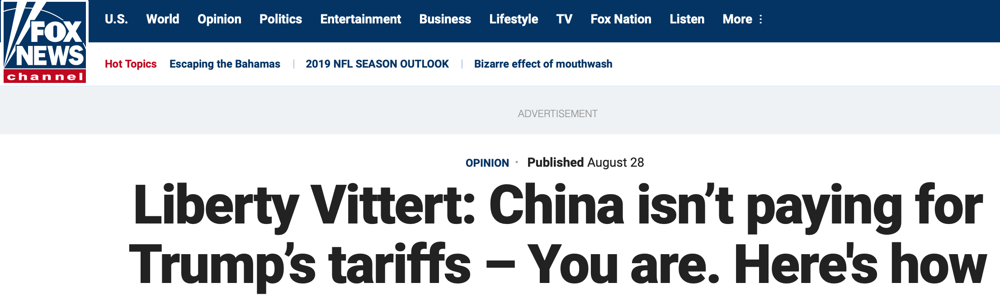 FOX
NEWS
channel
U.S. World Opinion Politics Entertainment Business Lifestyle TV Fox Nation Listen More ⋮
Hot Topics Escaping the Bahamas | 2019 NFL SEASON OUTLOOK | Bizarre effect of mouthwash
ADVERTISEMENT
OPINION · Published August 28
Liberty Vittert: China isn’t paying for
Trump’s tariffs – You are. Here's how